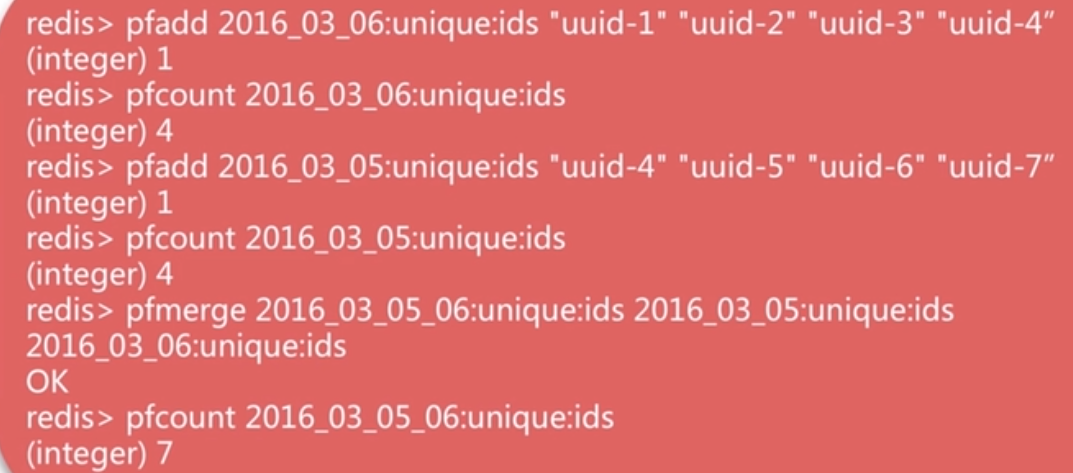 redis> pfadd 2016_03_06:unique:ids "uuid-1" "uuid-2" "uuid-3" "uuid-4”
(integer) 1
redis> pfcount 2016_03_06:unique:ids
(integer) 4
redis> pfadd 2016_03_05:unique:ids "uuid-4" "uuid-5" "uuid-6" "uuid-7”
(integer) 1
redis> pfcount 2016_03_05:unique:ids
(integer) 4
redis> pfmerge 2016_03_05_06:unique:ids 2016_03_05:unique:ids
2016_03_06:unique:ids
OK
redis> pfcount 2016_03_05_06:unique:ids
(integer) 7